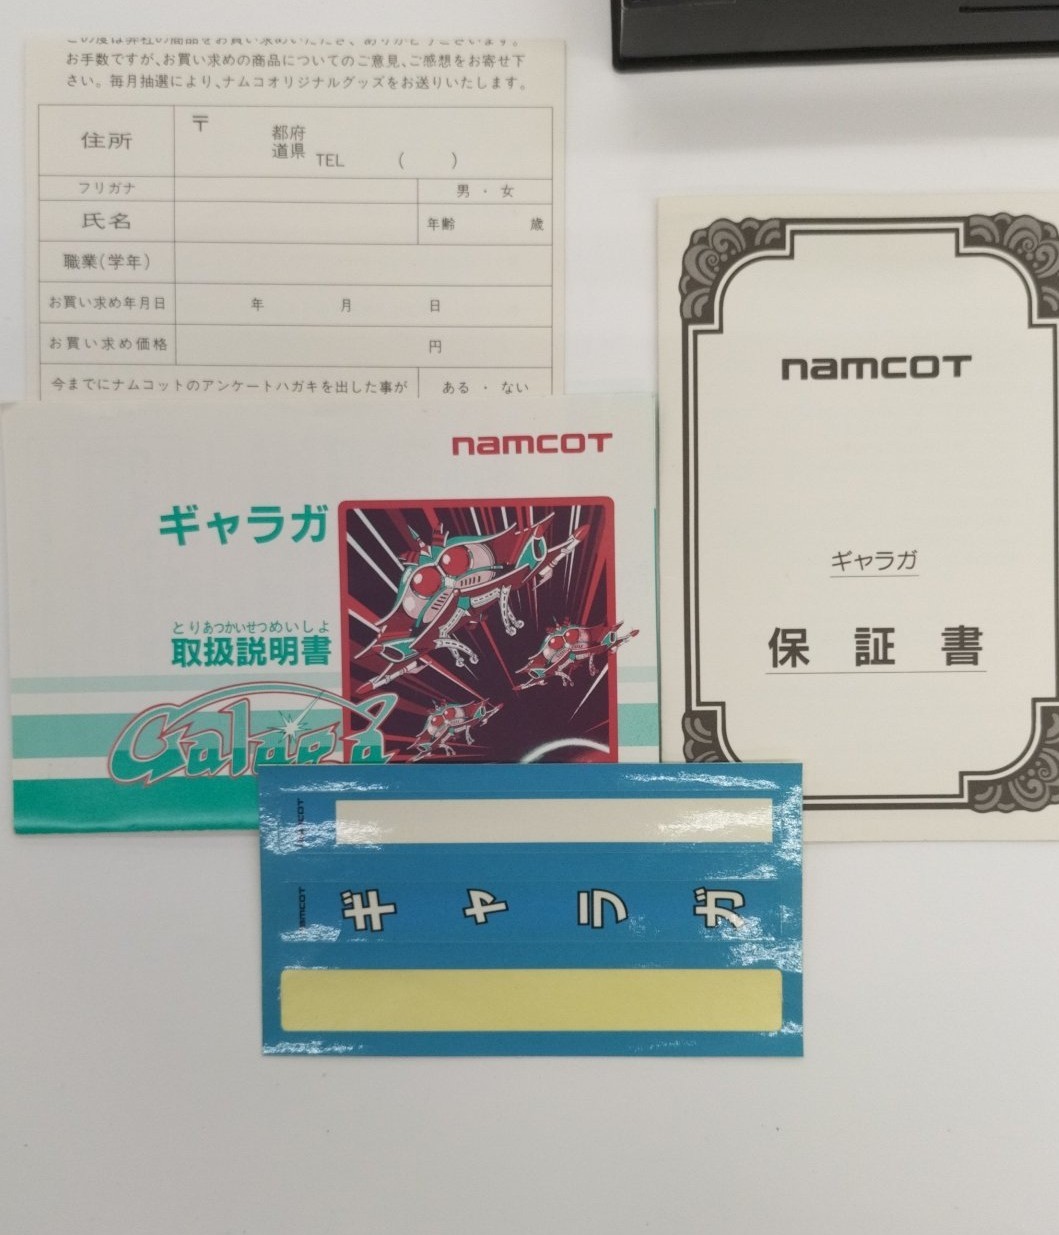 この度は弊社の商品をお買い求めいただき、ありがとうございます。
お手数ですが、お買い求めの商品についてのご意見、ご感想をお寄せ下
さい。毎月抽選により、ナムコオリジナルグッズをお送りいたします。
住所
〒
都府
道県
TEL ( )
フリガナ
男 ・ 女
氏名
年齢 歳
職業(学年)
お買い求め年月日
年 月 日
お買い求め価格
円
今までにナムコットのアンケートハガキを出した事が
ある ・ ない
namcoT
ギャラガ
とりあつかいせつめいしょ
取扱説明書
Galaga
namcoT
ギャラガ
保証書
namcoT
namcoT
ギャラガ